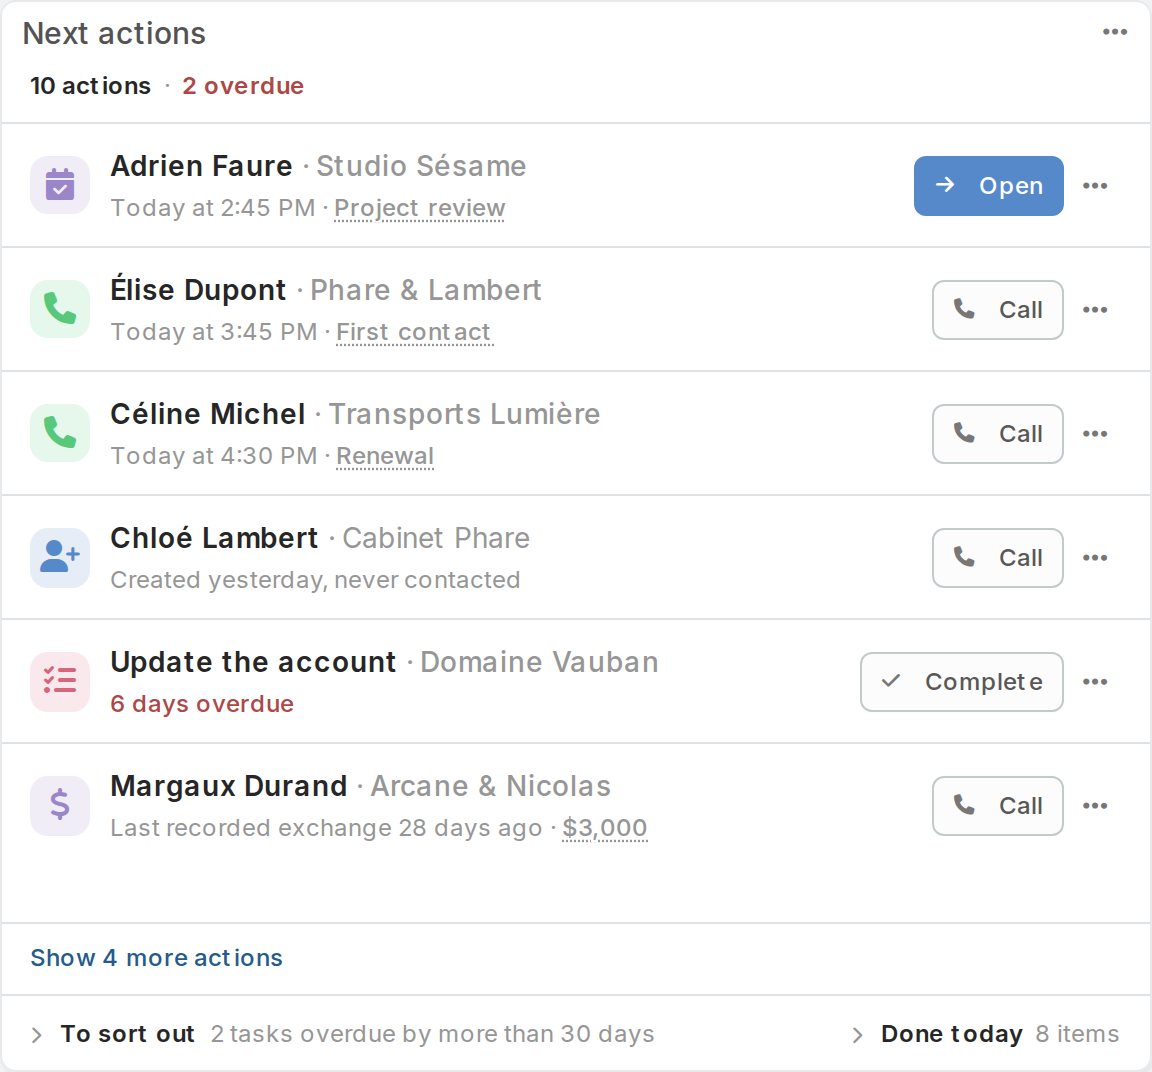 Next actions
10 actions · 2 overdue
Adrien Faure · Studio Sésame
Today at 2:45 PM · Project review
Open
Élise Dupont · Phare & Lambert
Today at 3:45 PM · First contact
Call
Céline Michel · Transports Lumière
Today at 4:30 PM · Renewal
Call
Chloé Lambert · Cabinet Phare
Created yesterday, never contacted
Call
Update the account · Domaine Vauban
6 days overdue
Complete
Margaux Durand · Arcane & Nicolas
Last recorded exchange 28 days ago · $3,000
Call
Show 4 more actions
To sort out 2 tasks overdue by more than 30 days
Done today 8 items